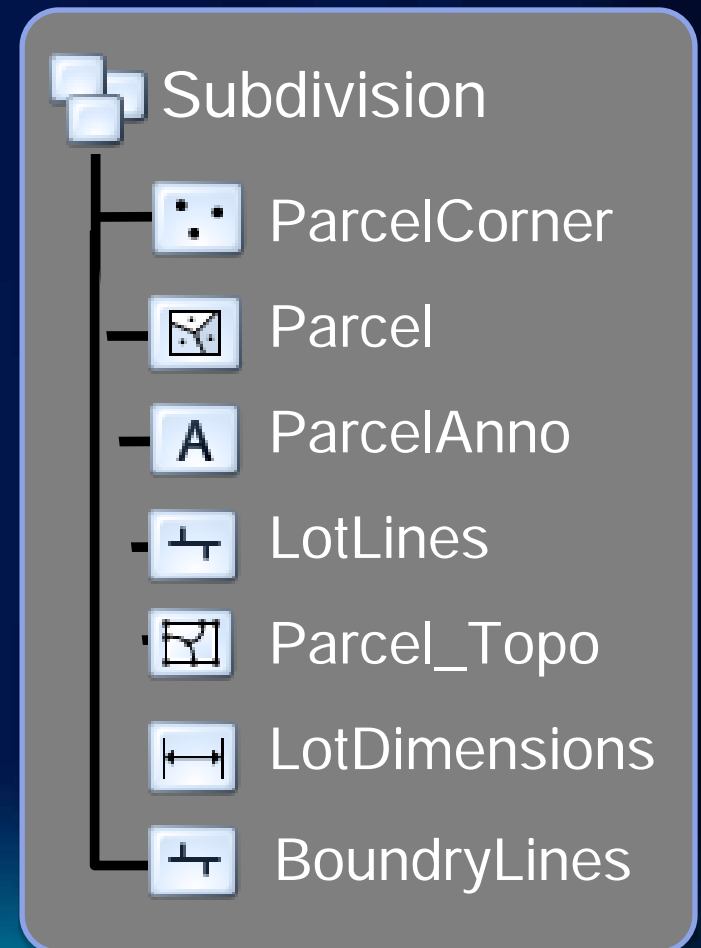 Subdivision
ParcelCorner
Parcel
A ParcelAnno
LotLines
Parcel_Topo
LotDimensions
BoundryLines